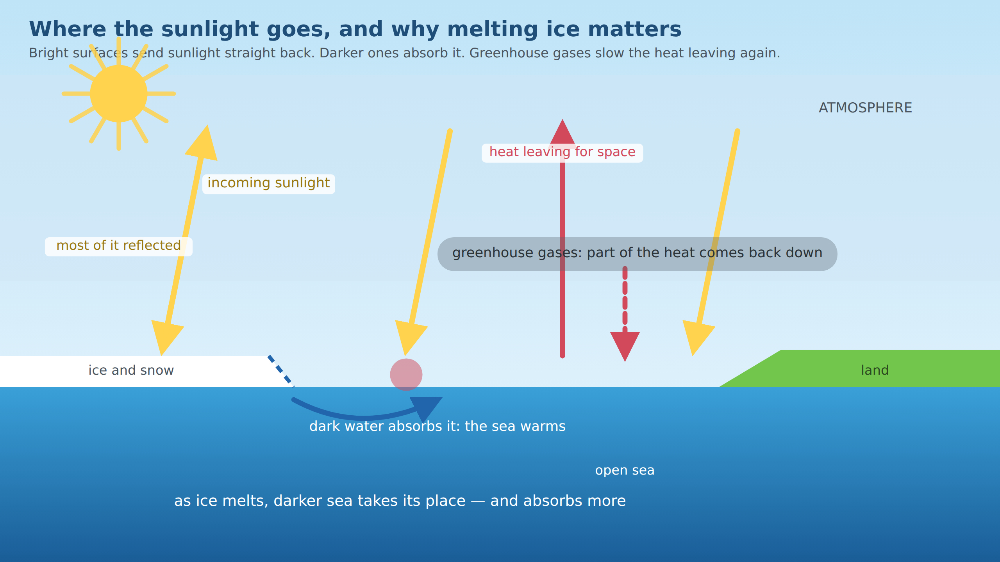 Where the sunlight goes, and why melting ice matters
Bright surfaces send sunlight straight back. Darker ones absorb it. Greenhouse gases slow the heat leaving again.
ATMOSPHERE
heat leaving for space
incoming sunlight
most of it reflected
greenhouse gases: part of the heat comes back down
ice and snow
land
dark water absorbs it: the sea warms
open sea
as ice melts, darker sea takes its place — and absorbs more